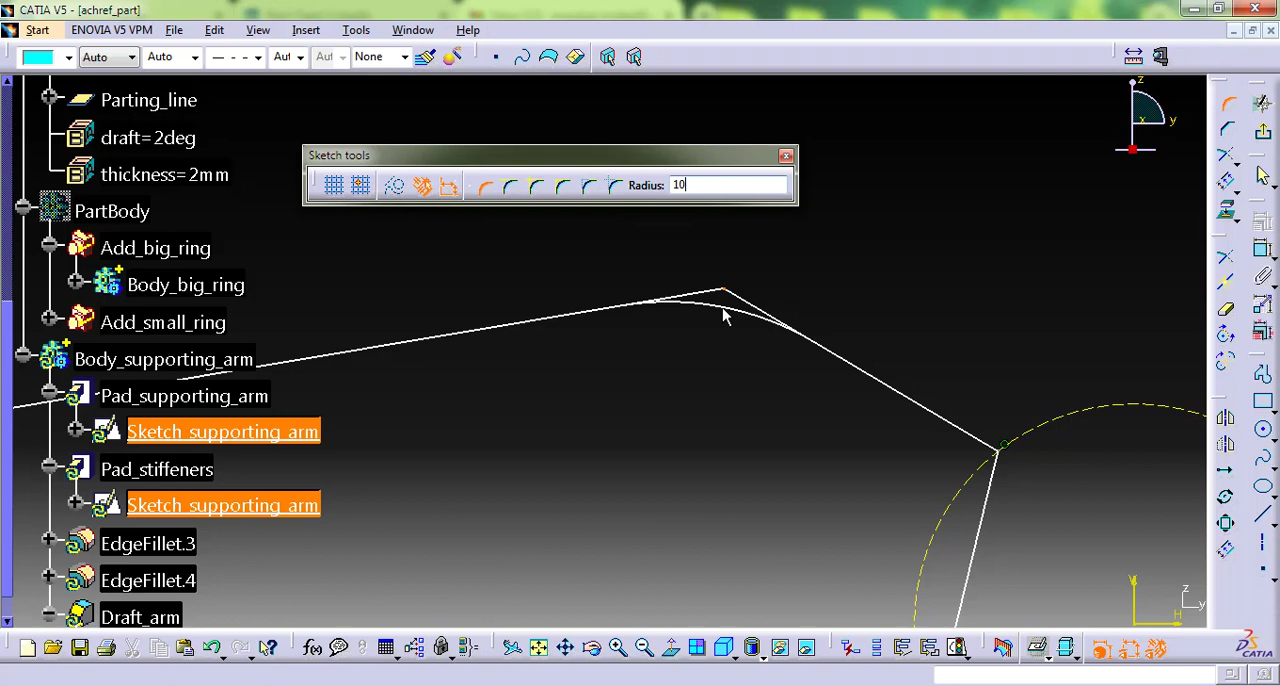 CATIA V5 - [achref_part]
Start ENOVIA V5 VPM File Edit View Insert Tools Window Help
Auto Auto Aut Aut None
Parting_line
draft=2deg
thickness=2mm
PartBody
Add_big_ring
Body_big_ring
Add_small_ring
Body_supporting_arm
Pad_supporting_arm
Sketch_supporting_arm
Pad_stiffeners
Sketch_supporting_arm
EdgeFillet.3
EdgeFillet.4
Draft_arm
Sketch tools
Radius: 10
z
x y
V
H
z
y
f(x)
CATIA